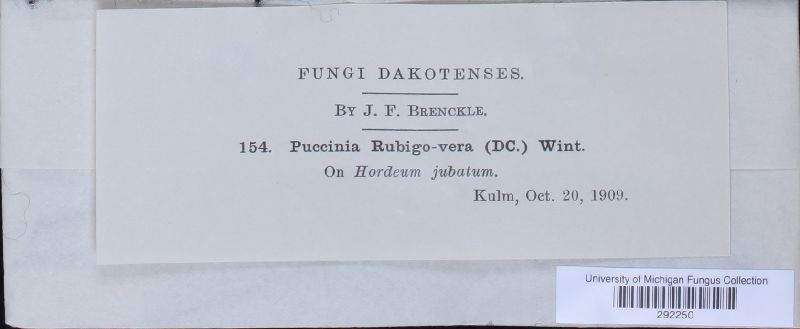 FUNGI DAKOTENSES.
BY J. F. BRENCKLE.
154. Puccinia Rubigo-vera (DC.) Wint.
On Hordeum jubatum.
Kulm, Oct. 20, 1909.
University of Michigan Fungus Collection
292250